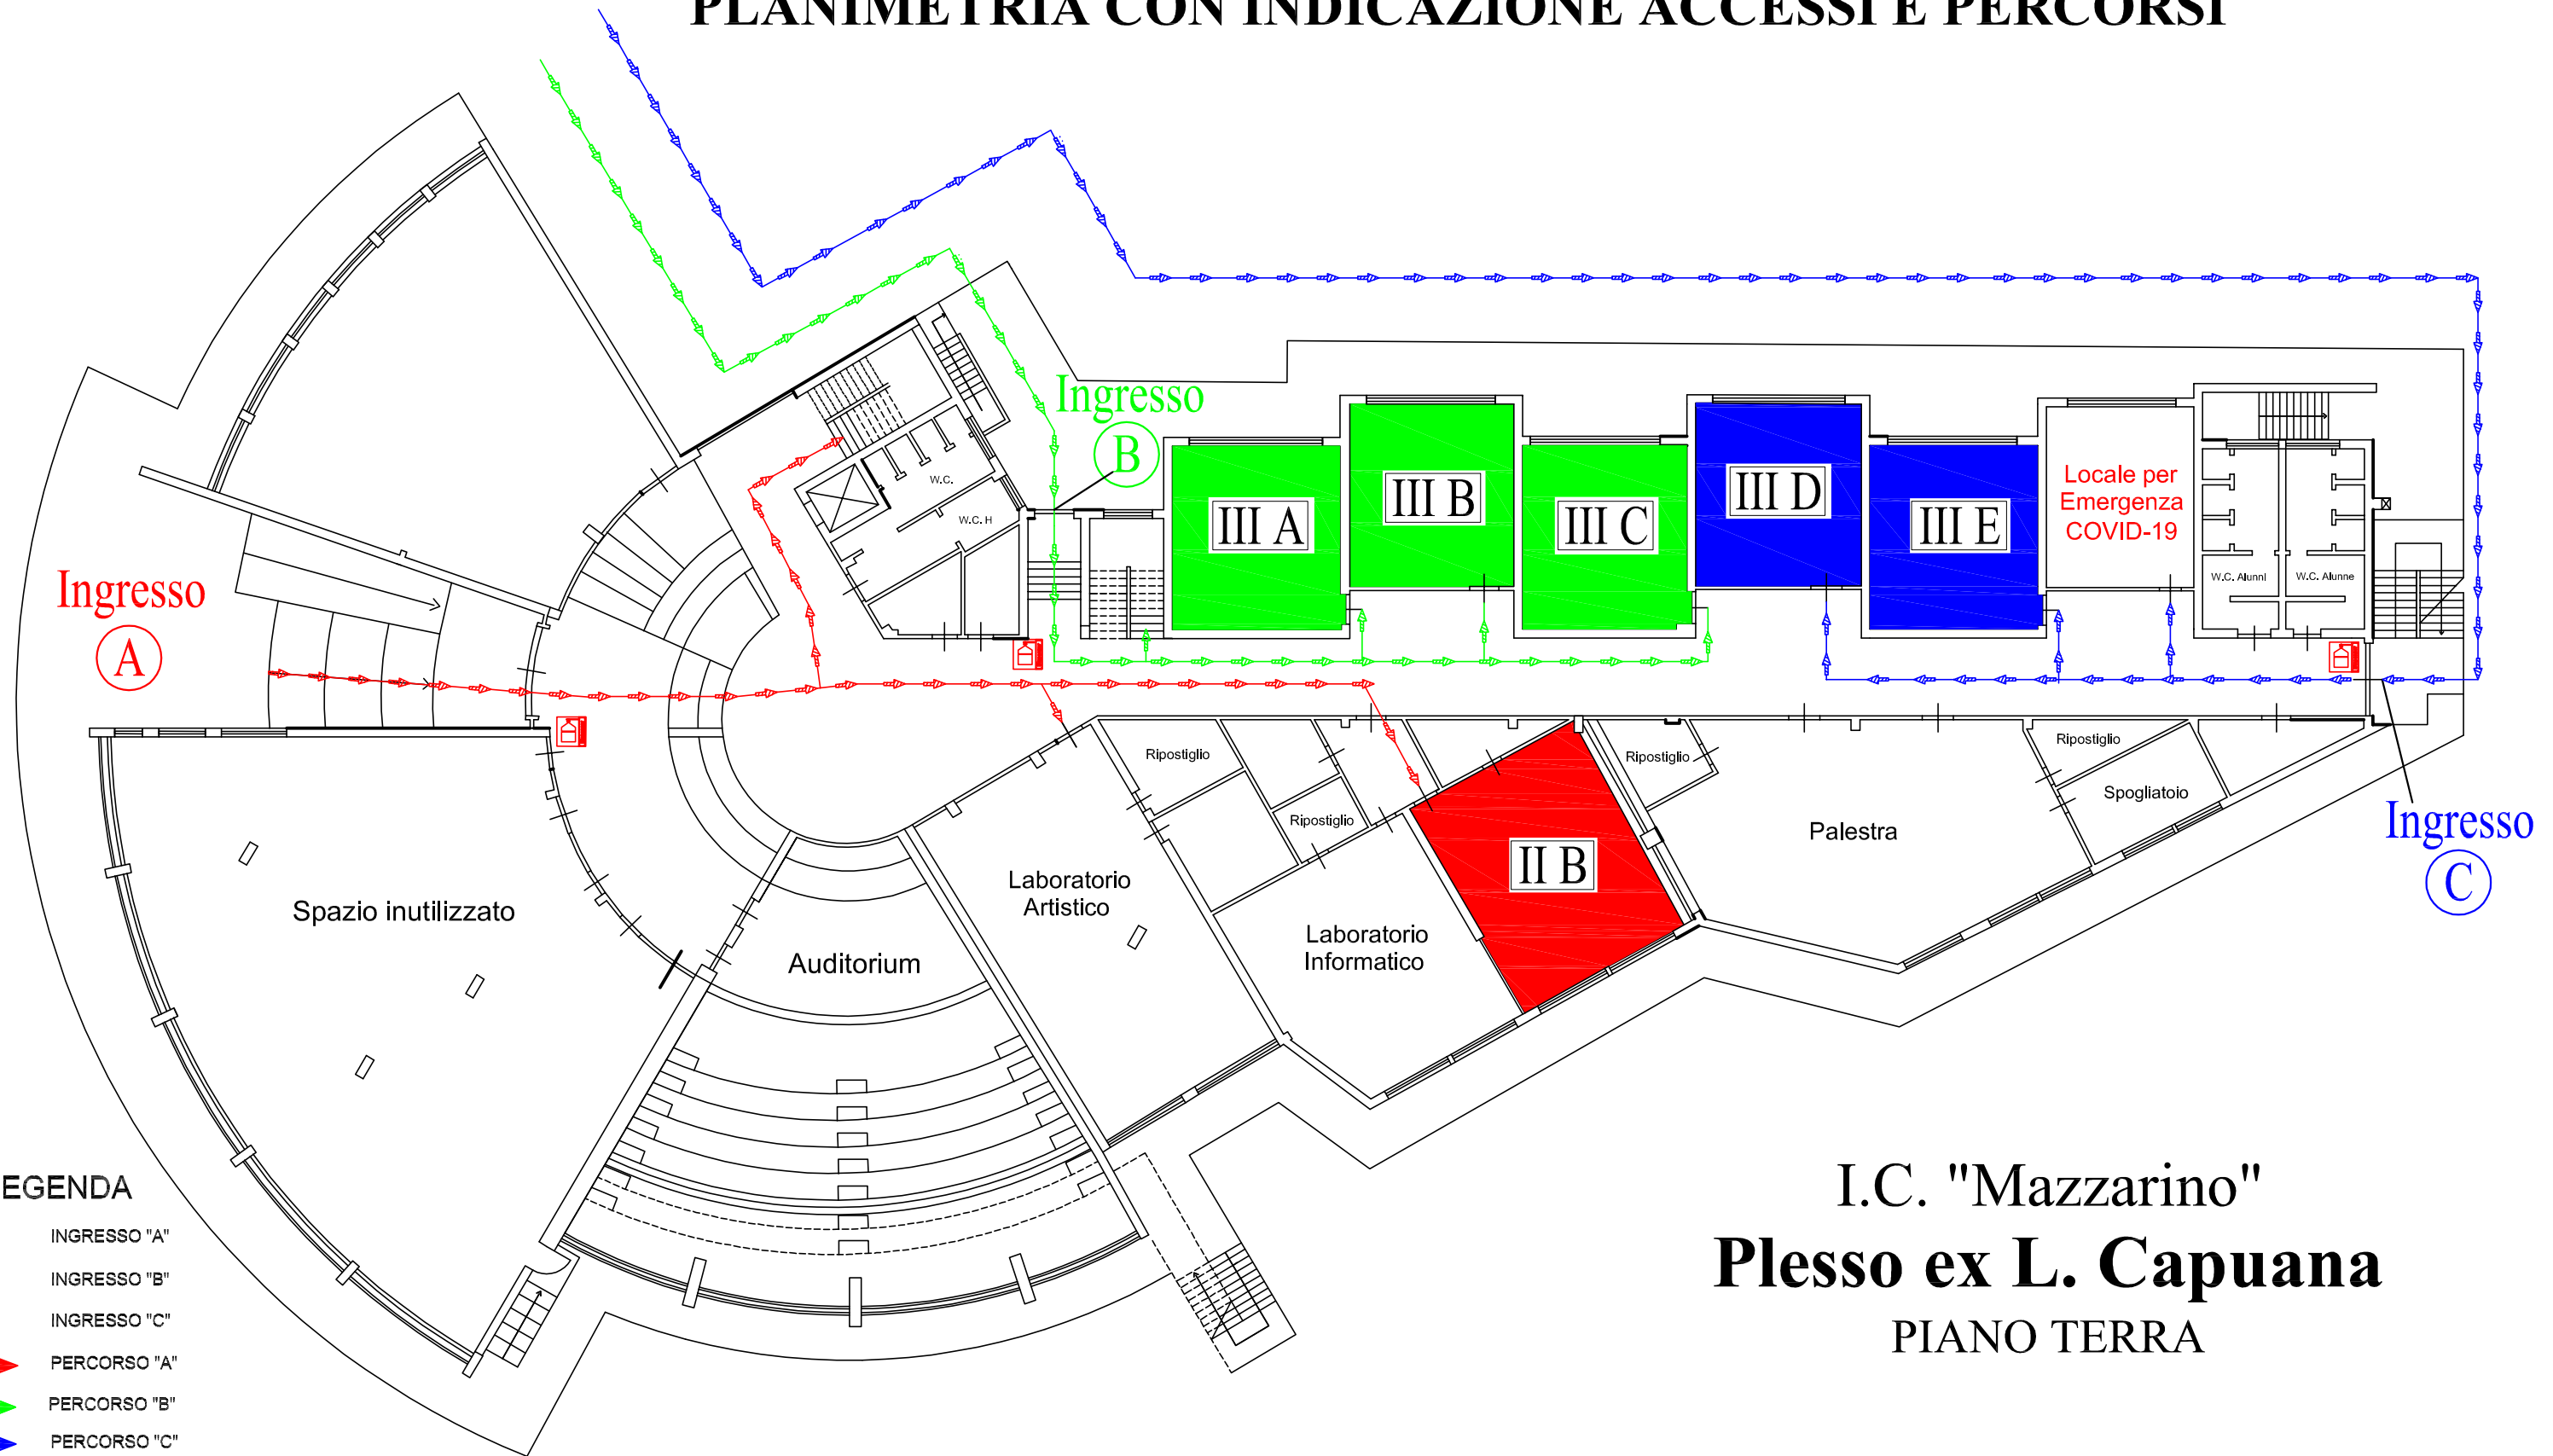 PLANIMETRIA CON INDICAZIONE ACCESSI E PERCORSI
Ingresso
B
Ingresso
A
W.C.
W.C. H
III A
III B
III C
III D
III E
Locale per
Emergenza
COVID-19
W.C. Alunni
W.C. Alunne
Ripostiglio
Ripostiglio
Ripostiglio
Ripostiglio
Spogliatoio
Palestra
Ingresso
C
II B
Laboratorio
Artistico
Laboratorio
Informatico
Spazio inutilizzato
Auditorium
EGENDA
INGRESSO "A"
INGRESSO "B"
INGRESSO "C"
PERCORSO "A"
PERCORSO "B"
PERCORSO "C"
I.C. "Mazzarino"
Plesso ex L. Capuana
PIANO TERRA